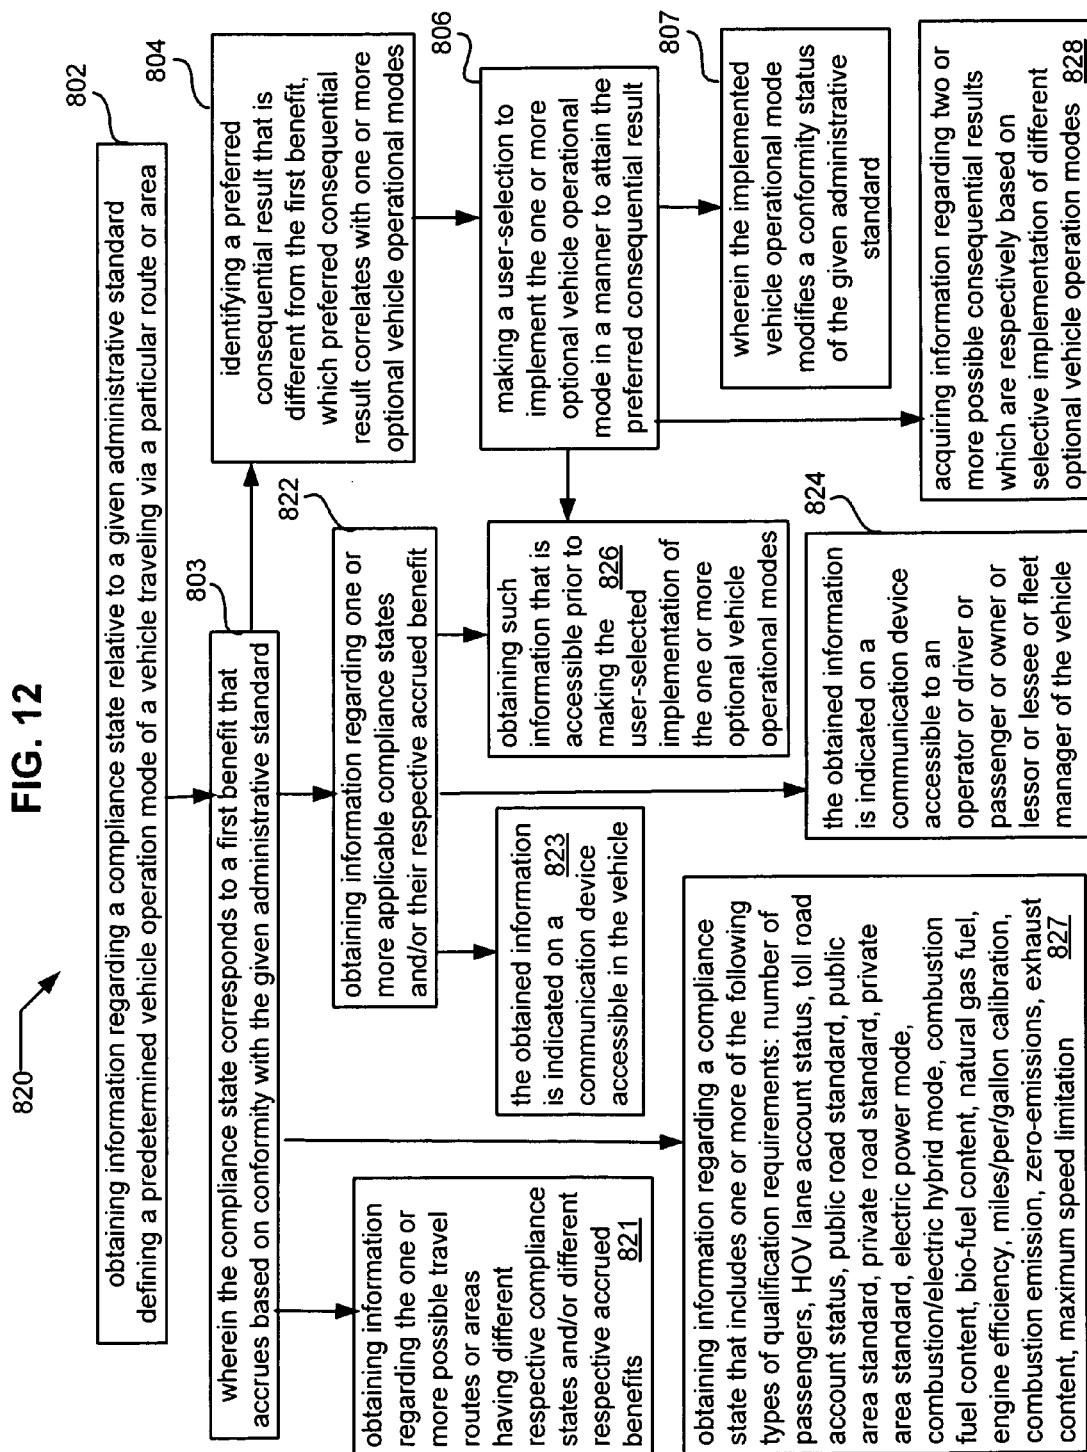 FIG. 12
820
802
obtaining information regarding a compliance state relative to a given administrative standard
defining a predetermined vehicle operation mode of a vehicle traveling via a particular route or area
803
wherein the compliance state corresponds to a first benefit that
accrues based on conformity with the given administrative standard
804
identifying a preferred
consequential result that is
different from the first benefit,
which preferred consequential
result correlates with one or more
optional vehicle operational modes
822
obtaining information regarding one or
more applicable compliance states
and/or their respective accrued benefit
806
making a user-selection to
implement the one or more
optional vehicle operational
mode in a manner to attain the
preferred consequential result
807
wherein the implemented
vehicle operational mode
modifies a conformity status
of the given administrative
standard
821
obtaining information
regarding the one or
more possible travel
routes or areas
having different
respective compliance
states and/or different
respective accrued
benefits
the obtained information
is indicated on a
communication device 823
accessible in the vehicle
obtaining such
information that is
accessible prior to
making the 826
user-selected
implementation of
the one or more
optional vehicle
operational modes
824
the obtained information
is indicated on a
communication device
accessible to an
operator or driver or
passenger or owner or
lessor or lessee or fleet
manager of the vehicle
obtaining information regarding a compliance
state that includes one or more of the following
types of qualification requirements: number of
passengers, HOV lane account status, toll road
account status, public road standard, public
area standard, private road standard, private
area standard, electric power mode,
combustion/electric hybrid mode, combustion
fuel content, bio-fuel content, natural gas fuel,
engine efficiency, miles/per/gallon calibration,
combustion emission, zero-emissions, exhaust
content, maximum speed limitation 827
acquiring information regarding two or
more possible consequential results
which are respectively based on
selective implementation of different
optional vehicle operation modes 828